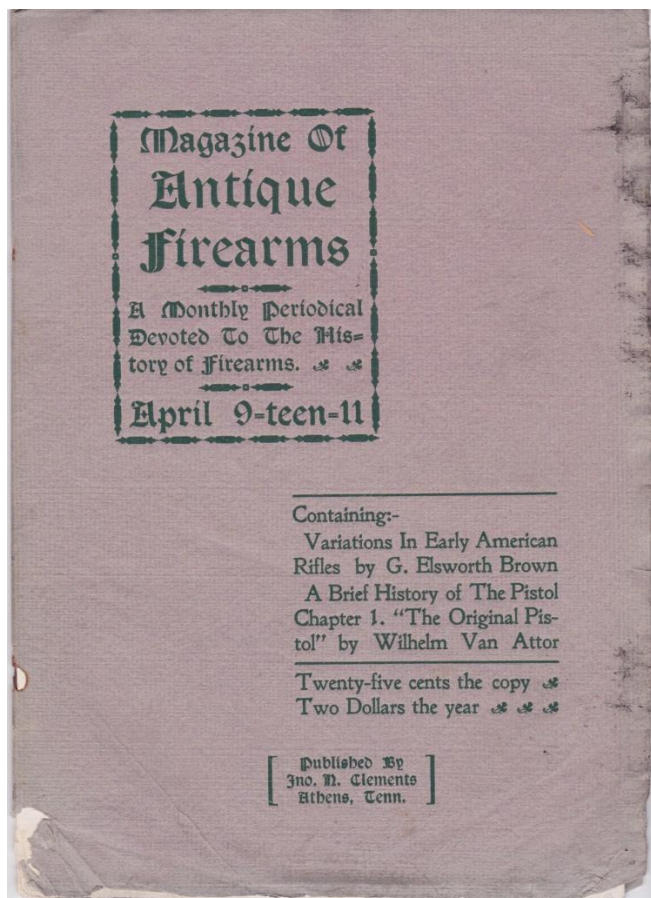 Magazine Of
Antique
Firearms
A Monthly Periodical
Devoted To The His=
tory of Firearms.
April 9=teen=11
Containing:-
Variations In Early American
Rifles by G. Elsworth Brown
A Brief History of The Pistol
Chapter 1. “The Original Pis-
tol” by Wilhelm Van Attor
Twenty-five cents the copy
Two Dollars the year
Published By
Jno. N. Clements
Athens, Tenn.